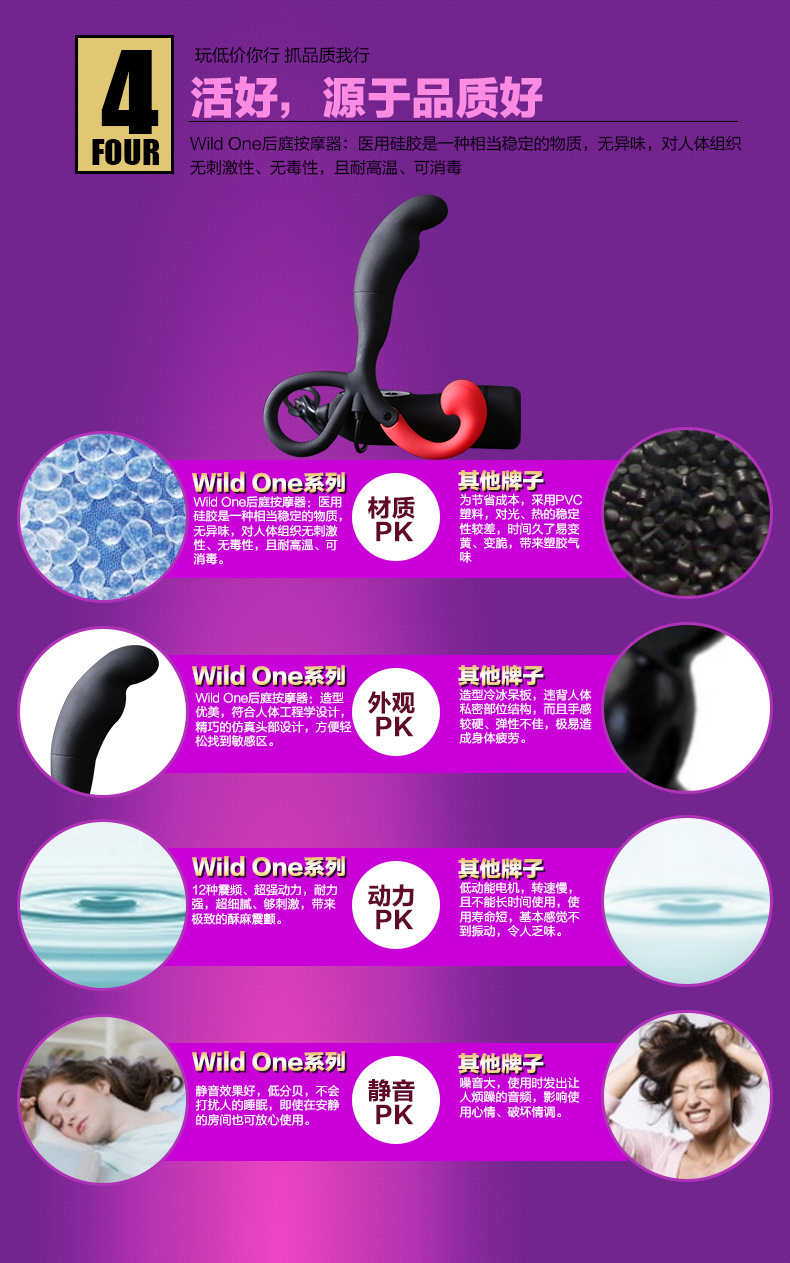 4
FOUR
玩低价你行 抓品质我行
活好，源于品质好
Wild One后庭按摩器：医用硅胶是一种相当稳定的物质，无异味，对人体组织
无刺激性、无毒性，且耐高温、可消毒
Wild One系列
Wild One后庭按摩器：医用
硅胶是一种相当稳定的物质，
无异味，对人体组织无刺激
性、无毒性，且耐高温、可
消毒。
材质
PK
其他牌子
为节省成本，采用PVC
塑料，对光、热的稳定
性较差，时间久了易变
黄、变脆，带来塑胶气
味
Wild One系列
Wild One后庭按摩器：造型
优美，符合人体工程学设计，
精巧的仿真头部设计，方便轻
松找到敏感区。
外观
PK
其他牌子
造型冷冰呆板，违背人体
私密部位结构，而且手感
较硬、弹性不佳，极易造
成身体疲劳。
Wild One系列
12种震频、超强动力，耐力
强，超细腻、够刺激，带来
极致的酥麻震颤。
动力
PK
其他牌子
低动能电机，转速慢，
且不能长时间使用，使
用寿命短，基本感觉不
到振动，令人乏味。
Wild One系列
静音效果好，低分贝，不会
打扰人的睡眠，即使在安静
的房间也可放心使用。
静音
PK
其他牌子
噪音大，使用时发出让
人烦躁的音频，影响使
用心情、破坏情调。